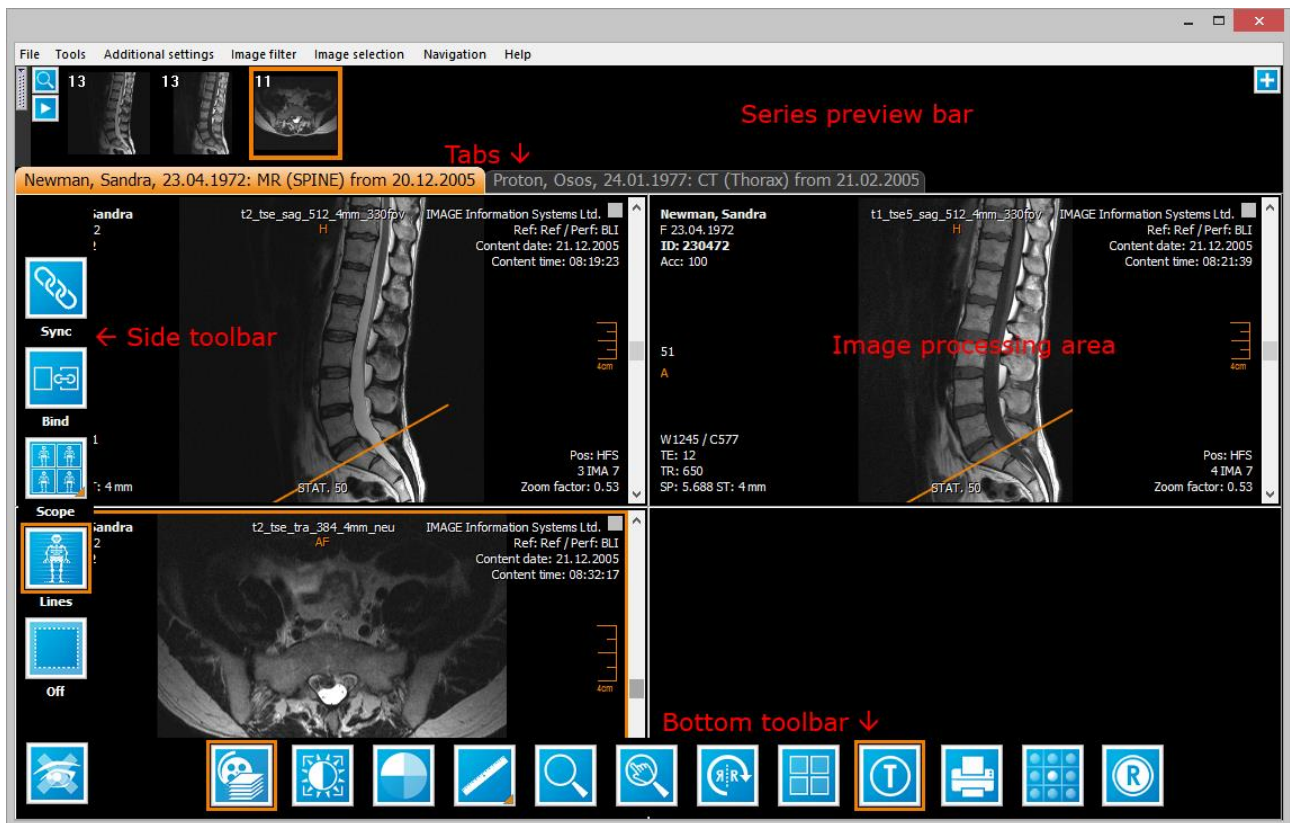 File Tools Additional settings Image filter Image selection Navigation Help
13 13 11
Series preview bar
Tabs ↓
Newman, Sandra, 23.04.1972: MR (SPINE) from 20.12.2005 Proton, Osos, 24.01.1977: CT (Thorax) from 21.02.2005
t2_tse_sag_512_4mm_330fov IMAGE Information Systems Ltd.
H Ref: Ref / Perf: BLI
Content date: 21.12.2005
Content time: 08:19:23
4cm
Pos: HFS
3 IMA 7
STAT. 50 Zoom factor: 0.53
: 4 mm
Newman, Sandra t1_tse5_sag_512_4mm_330fov IMAGE Information Systems Ltd.
F 23.04.1972 H Ref: Ref / Perf: BLI
ID: 230472 Content date: 21.12.2005
Acc: 100 Content time: 08:21:39
Image processing area
51
A
4cm
W1245 / C577
TE: 12 Pos: HFS
TR: 650 4 IMA 7
SP: 5.688 ST: 4 mm STAT. 50 Zoom factor: 0.53
← Side toolbar
Sync
Bind
Scope
Lines
Off
t2_tse_tra_384_4mm_neu IMAGE Information Systems Ltd.
AF Ref: Ref / Perf: BLI
Content date: 21.12.2005
Content time: 08:32:17
4cm
Bottom toolbar ↓
R
T
R